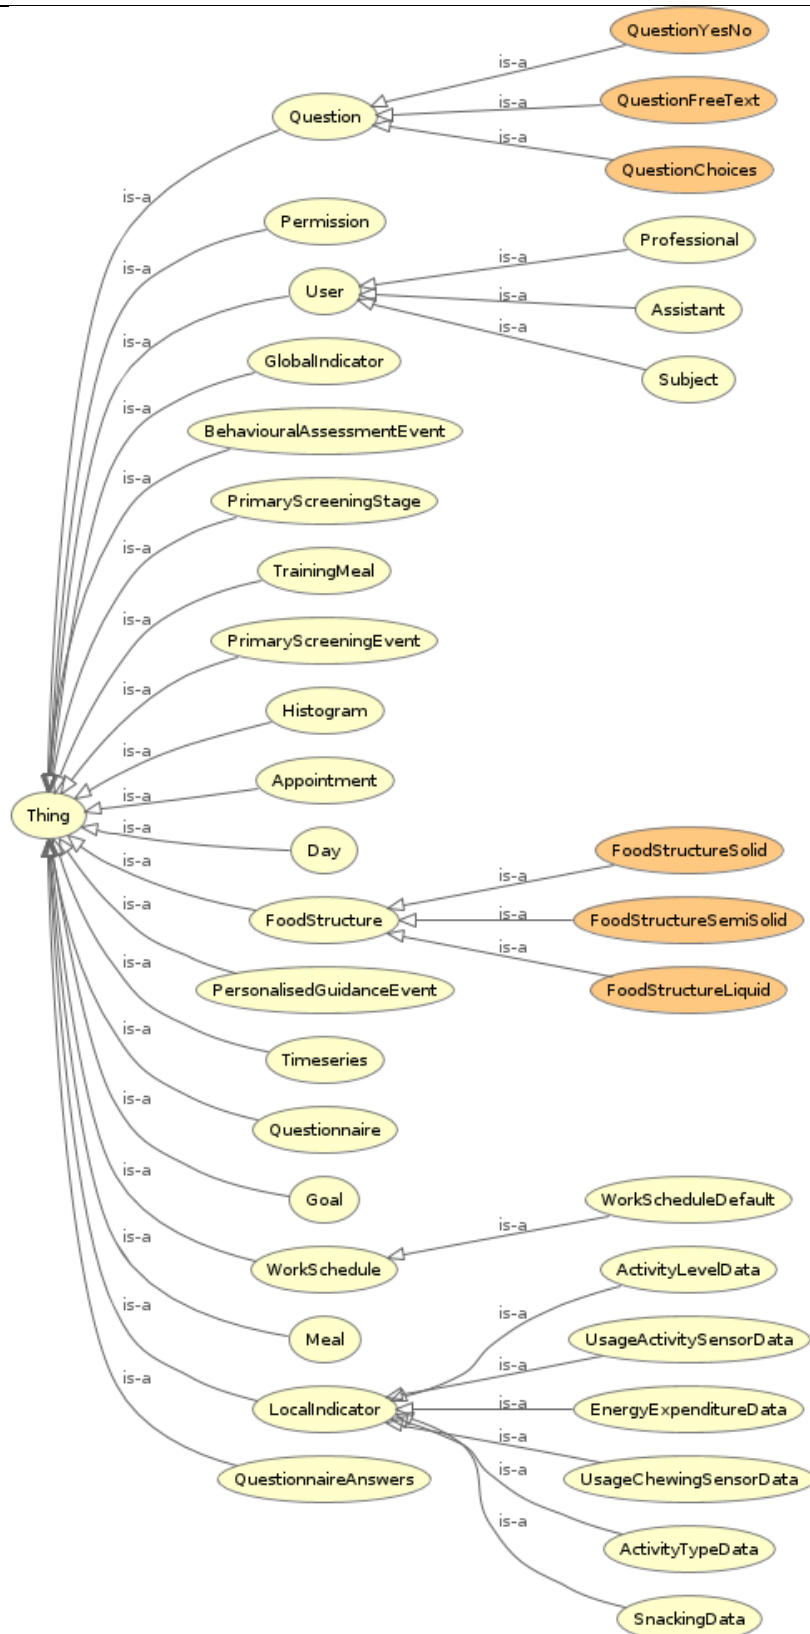 QuestionYesNo
is-a
QuestionFreeText
is-a
Question
is-a
QuestionChoices
is-a
Permission
Professional
is-a
is-a
User
is-a
Assistant
is-a
is-a
GlobalIndicator
Subject
is-a
BehaviouralAssessmentEvent
is-a
PrimaryScreeningStage
is-a
TrainingMeal
is-a
PrimaryScreeningEvent
is-a
Histogram
is-a
Appointment
is-a
Thing
is-a
Day
FoodStructureSolid
is-a
is-a
FoodStructure
is-a
FoodStructureSemiSolid
is-a
is-a
PersonalisedGuidanceEvent
FoodStructureLiquid
is-a
Timeseries
is-a
Questionnaire
is-a
Goal
WorkScheduleDefault
is-a
is-a
WorkSchedule
ActivityLevelData
is-a
is-a
Meal
UsageActivitySensorData
is-a
is-a
LocalIndicator
is-a
EnergyExpenditureData
is-a
QuestionnaireAnswers
is-a
UsageChewingSensorData
is-a
ActivityTypeData
SnackingData